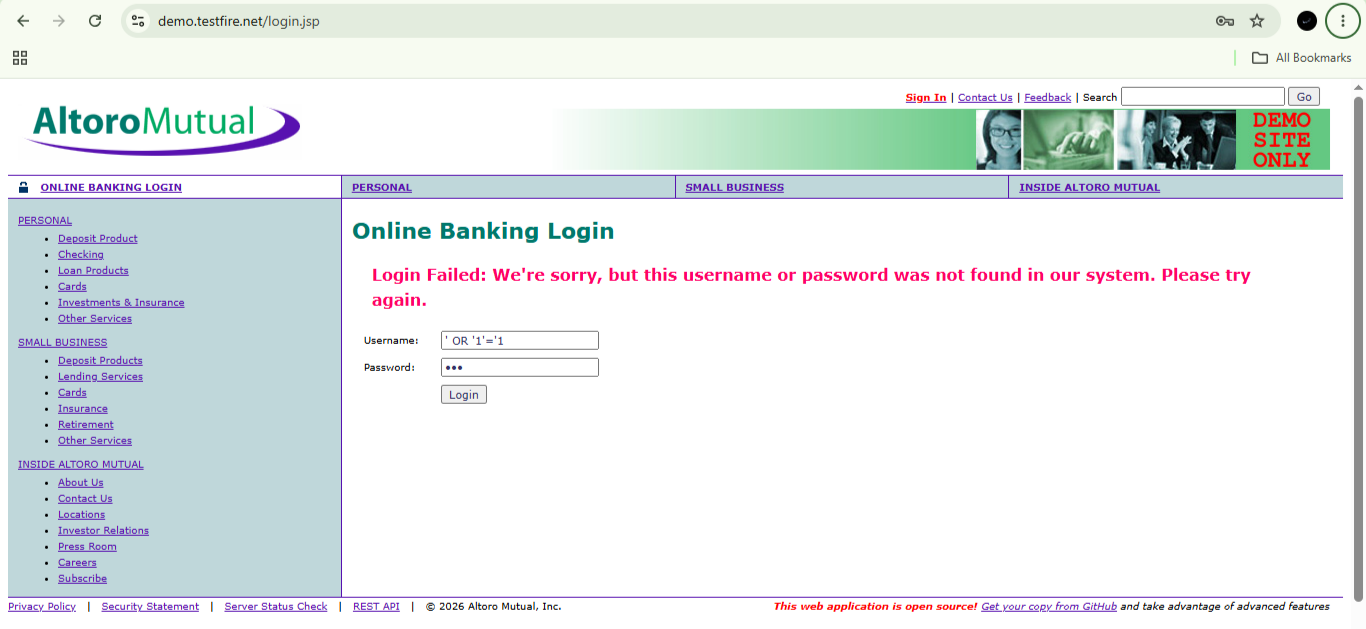 demo.testfire.net/login.jsp
All Bookmarks
Sign In | Contact Us | Feedback | Search Go
AltoroMutual
DEMO
SITE
ONLY
ONLINE BANKING LOGIN
PERSONAL
SMALL BUSINESS
INSIDE ALTORO MUTUAL
PERSONAL
Deposit Product
Checking
Loan Products
Cards
Investments & Insurance
Other Services
SMALL BUSINESS
Deposit Products
Lending Services
Cards
Insurance
Retirement
Other Services
INSIDE ALTORO MUTUAL
About Us
Contact Us
Locations
Investor Relations
Press Room
Careers
Subscribe
Online Banking Login
Login Failed: We're sorry, but this username or password was not found in our system. Please try
again.
Username: ' OR '1'='1
Password: •••
Login
Privacy Policy | Security Statement | Server Status Check | REST API | © 2026 Altoro Mutual, Inc.
This web application is open source! Get your copy from GitHub and take advantage of advanced features